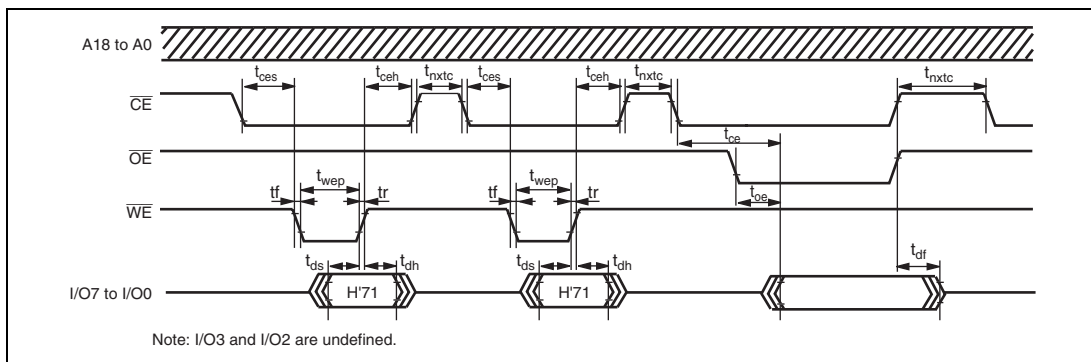 A18 to A0
tces tceh tnxtc tces tceh tnxtc tnxtc
CE
tce
OE
twep twep toe
tf tr tf tr
WE
tds tdh tds tdh tdf
I/O7 to I/O0 H'71 H'71
Note: I/O3 and I/O2 are undefined.